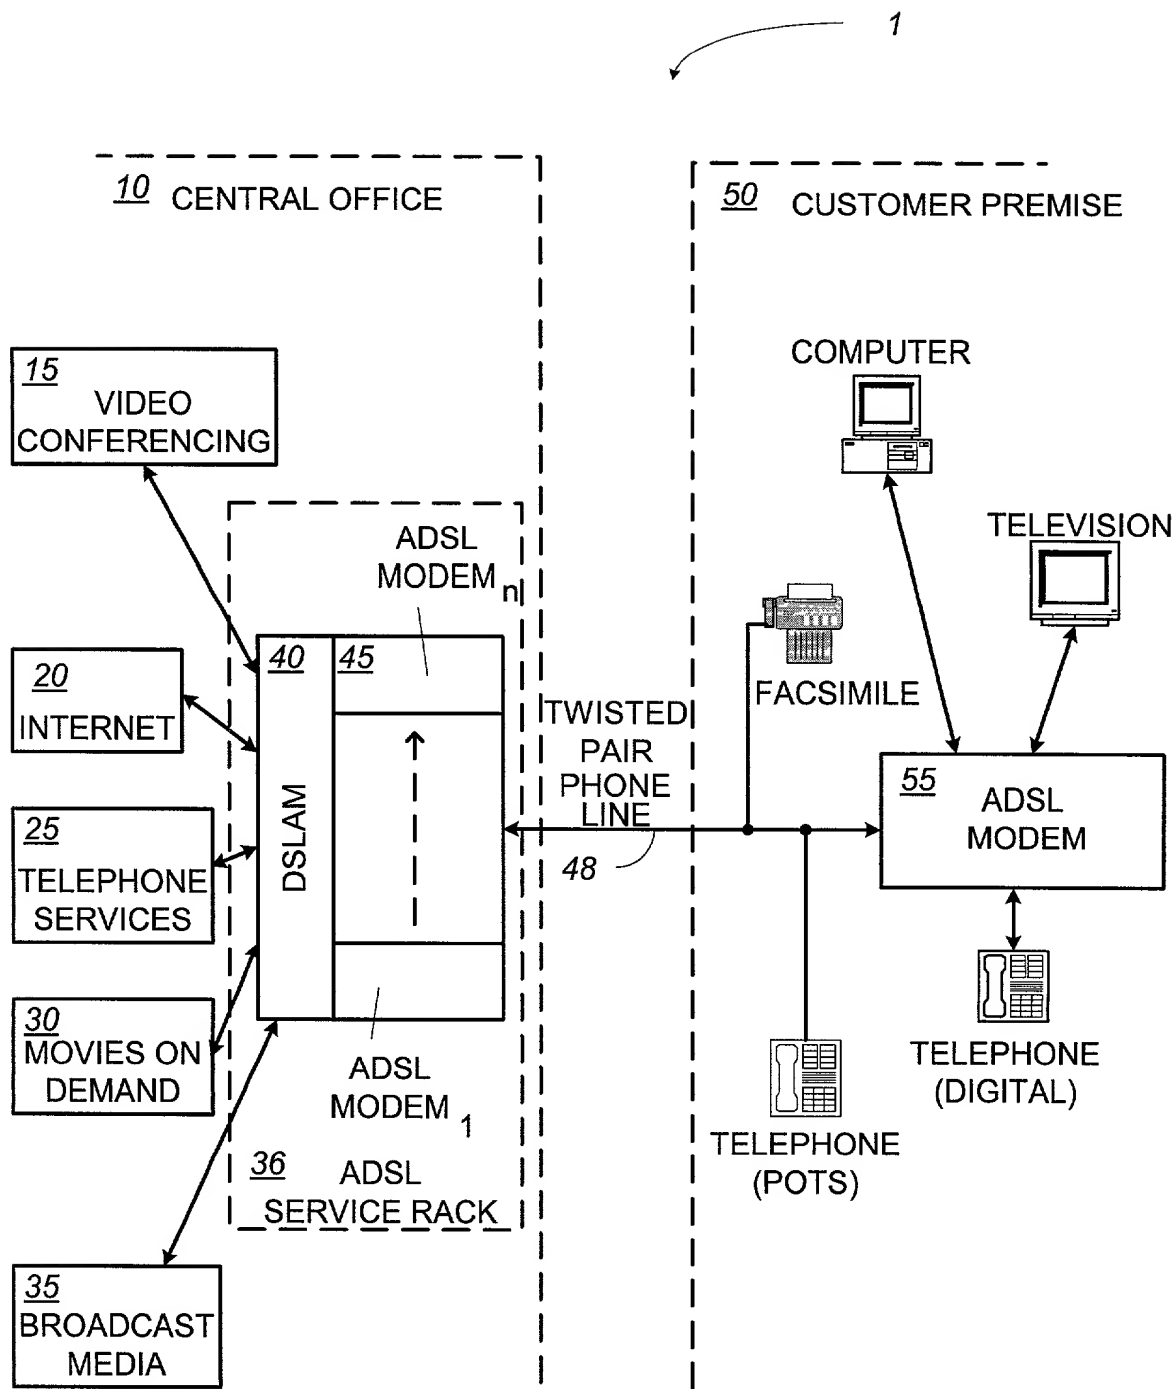 1
10 CENTRAL OFFICE
50 CUSTOMER PREMISE
15
VIDEO
CONFERENCING
20
INTERNET
25
TELEPHONE
SERVICES
30
MOVIES ON
DEMAND
35
BROADCAST
MEDIA
ADSL
MODEM n
40
DSLAM
45
ADSL
MODEM 1
36 ADSL
SERVICE RACK
TWISTED
PAIR
PHONE
LINE
48
COMPUTER
TELEVISION
FACSIMILE
55
ADSL
MODEM
TELEPHONE
(DIGITAL)
TELEPHONE
(POTS)